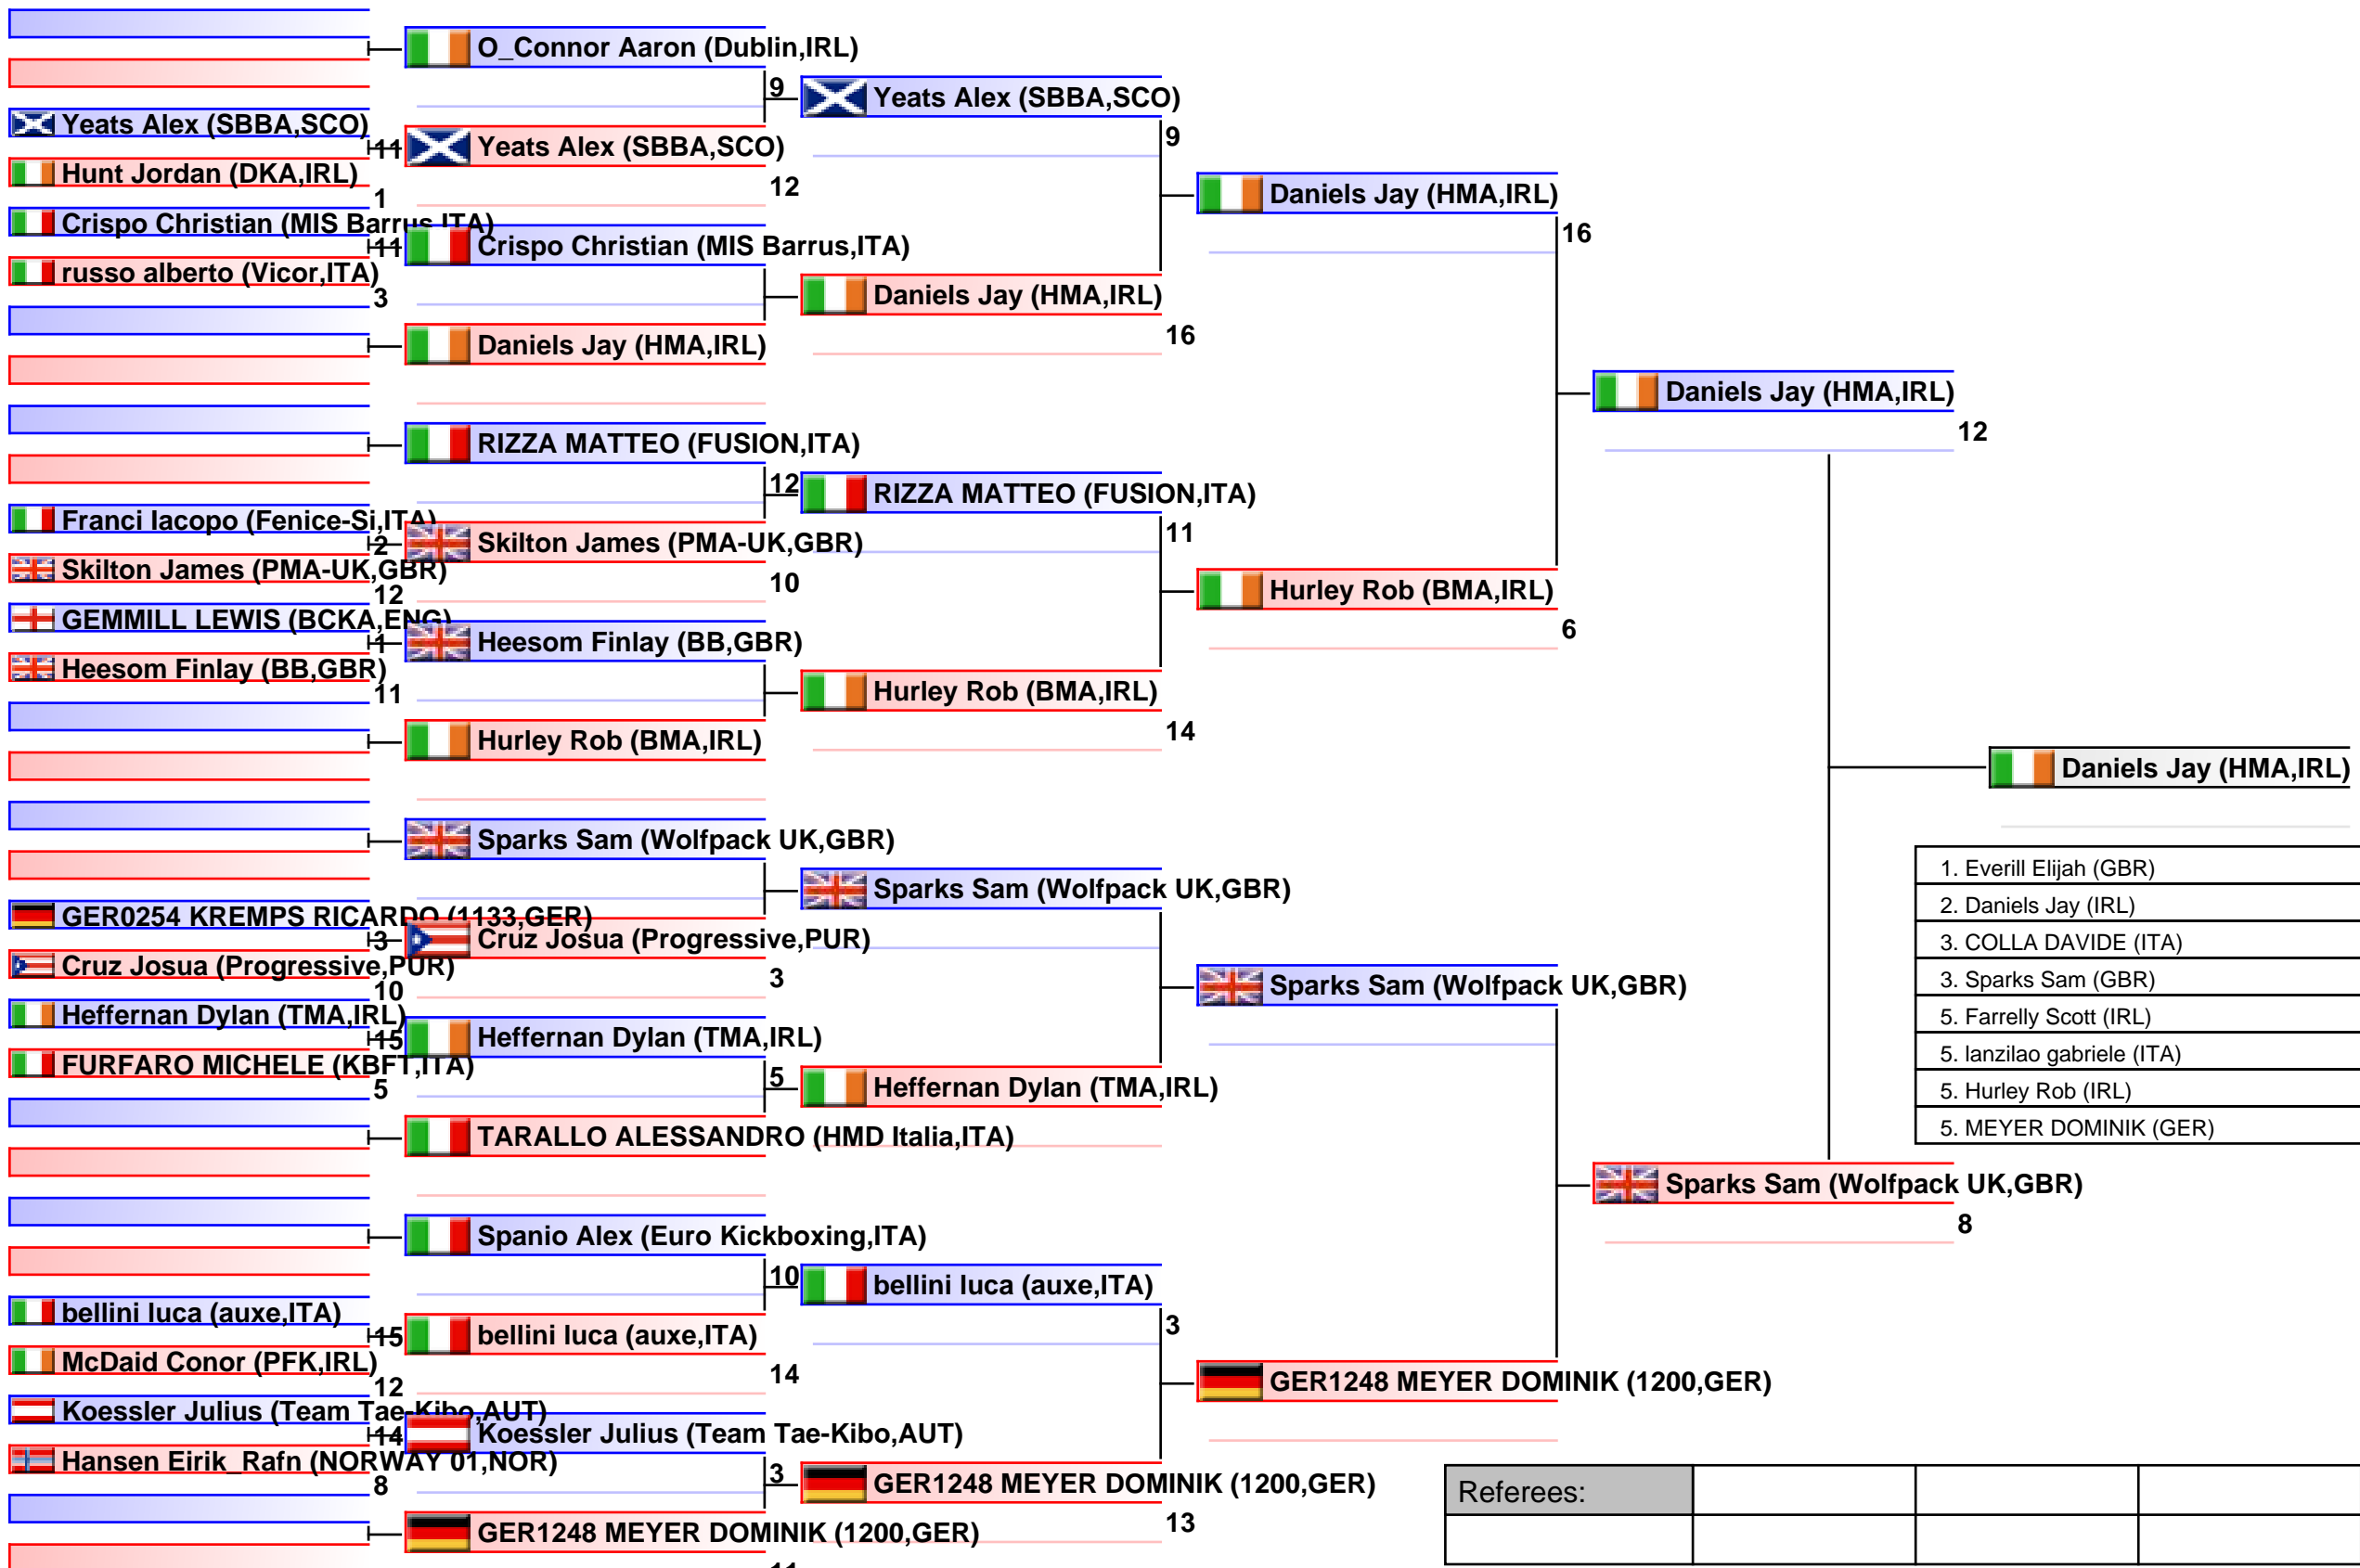 O_Connor Aaron (Dublin,IRL)
9
Yeats Alex (SBBA,SCO)
Yeats Alex (SBBA,SCO)
11
Yeats Alex (SBBA,SCO)
9
Hunt Jordan (DKA,IRL)
1
12
Daniels Jay (HMA,IRL)
Crispo Christian (MIS Barrus,ITA)
11
Crispo Christian (MIS Barrus,ITA)
16
russo alberto (Vicor,ITA)
3
Daniels Jay (HMA,IRL)
16
Daniels Jay (HMA,IRL)
Daniels Jay (HMA,IRL)
12
RIZZA MATTEO (FUSION,ITA)
12
RIZZA MATTEO (FUSION,ITA)
Franci Iacopo (Fenice-Si,ITA)
2
Skilton James (PMA-UK,GBR)
11
Skilton James (PMA-UK,GBR)
12
10
Hurley Rob (BMA,IRL)
6
GEMMILL LEWIS (BCKA,ENG)
1
Heesom Finlay (BB,GBR)
Heesom Finlay (BB,GBR)
11
Hurley Rob (BMA,IRL)
14
Hurley Rob (BMA,IRL)
Daniels Jay (HMA,IRL)
Sparks Sam (Wolfpack UK,GBR)
Sparks Sam (Wolfpack UK,GBR)
GER0254 KREMPS RICARDO (1133,GER)
3
Cruz Josua (Progressive,PUR)
Cruz Josua (Progressive,PUR)
10
3
Sparks Sam (Wolfpack UK,GBR)
Heffernan Dylan (TMA,IRL)
15
Heffernan Dylan (TMA,IRL)
FURFARO MICHELE (KBFT,ITA)
5
5
Heffernan Dylan (TMA,IRL)
TARALLO ALESSANDRO (HMD Italia,ITA)
1. Everill Elijah (GBR)
2. Daniels Jay (IRL)
3. COLLA DAVIDE (ITA)
3. Sparks Sam (GBR)
5. Farrelly Scott (IRL)
5. lanzilao gabriele (ITA)
5. Hurley Rob (IRL)
5. MEYER DOMINIK (GER)
Sparks Sam (Wolfpack UK,GBR)
8
Spanio Alex (Euro Kickboxing,ITA)
10
bellini luca (auxe,ITA)
bellini luca (auxe,ITA)
15
bellini luca (auxe,ITA)
3
McDaid Conor (PFK,IRL)
12
14
GER1248 MEYER DOMINIK (1200,GER)
Koessler Julius (Team Tae-Kibo,AUT)
14
Koessler Julius (Team Tae-Kibo,AUT)
Hansen Eirik_Rafn (NORWAY 01,NOR)
8
3
GER1248 MEYER DOMINIK (1200,GER)
13
GER1248 MEYER DOMINIK (1200,GER)
Referees: